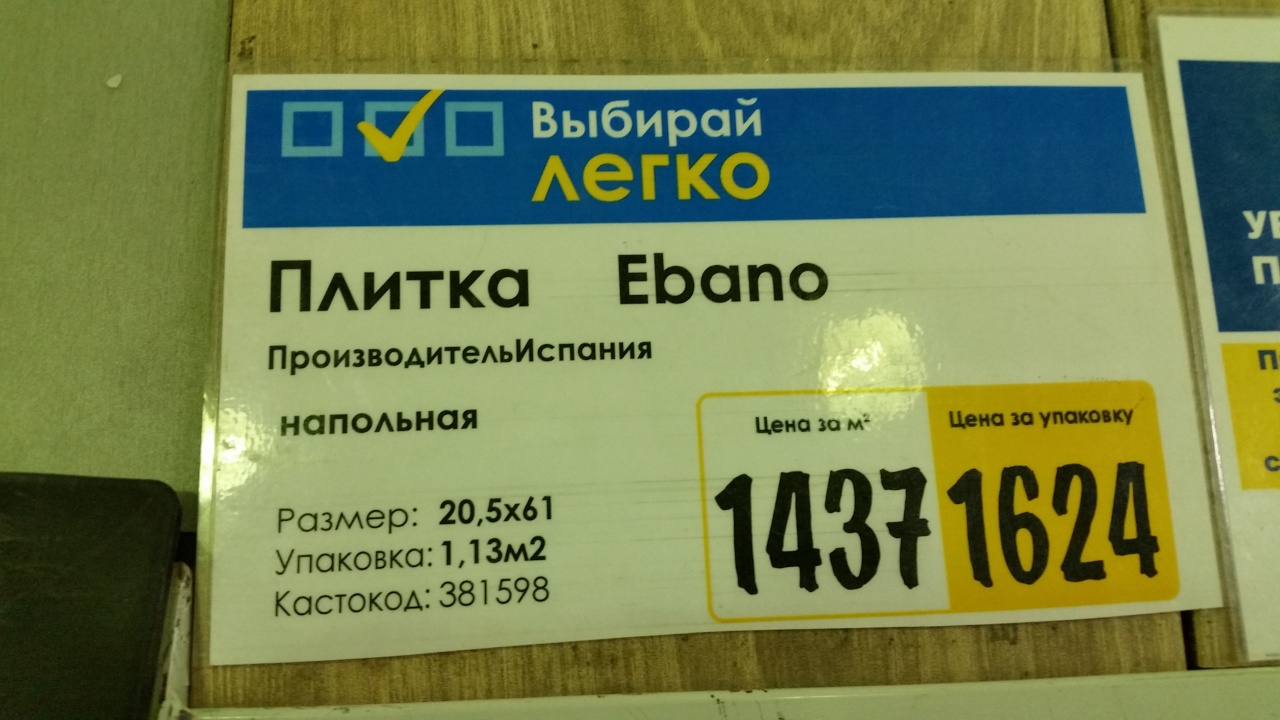 Выбирай
легко
Плитка Ebano
ПроизводительИспания
напольная
Размер: 20,5х61
Упаковка: 1,13м2
Кастокод: 381598
Цена за м²
1437
Цена за упаковку
1624